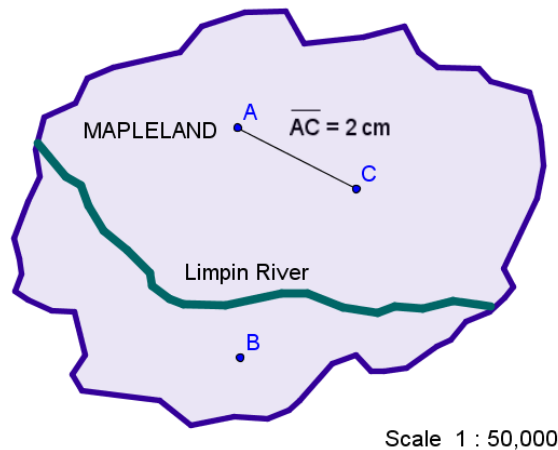 A
MAPLELAND
AC = 2 cm
C
Limpin River
B
Scale 1 : 50,000